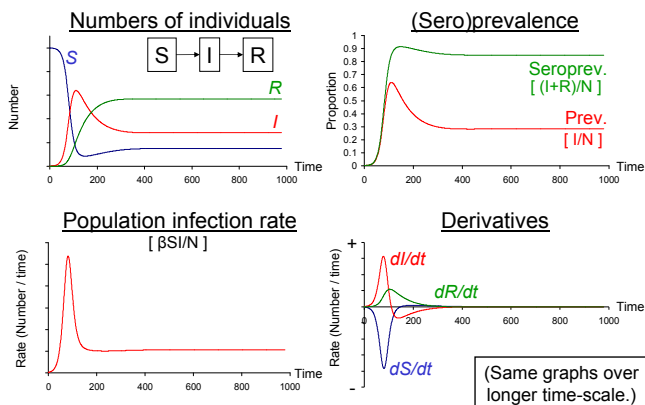 Numbers of individuals
S
S I R
R
I
Number
0 200 400 600 800 1000
Time
(Sero)prevalence
1
0.9
0.8
0.7
0.6
0.5
0.4
0.3
0.2
0.1
0
Proportion
Seroprev.
[ (I+R)/N ]
Prev.
[ I/N ]
0 200 400 600 800 1000
Time
Population infection rate
[ βSI/N ]
Rate (Number / time)
0 200 400 600 800 1000
Time
Derivatives
+
dI/dt
dR/dt
Rate (Number / time)
0 200 400 600 800 1000
Time
dS/dt
-
(Same graphs over
longer time-scale.)